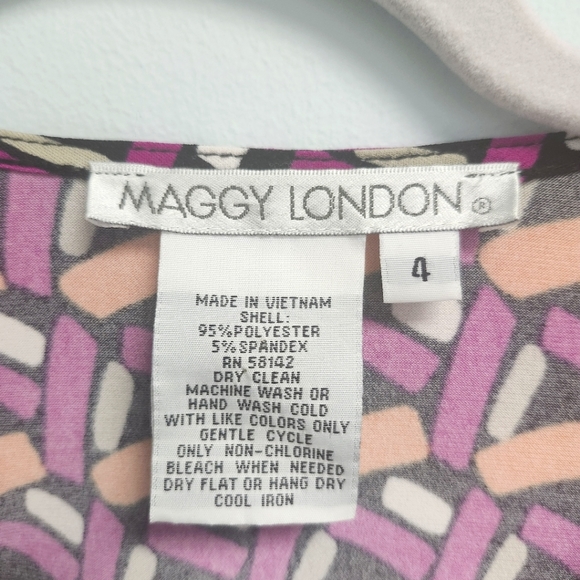 MAGGY LONDON®
4
MADE IN VIETNAM
SHELL:
95%POLYESTER
5%SPANDEX
RN 58142
DRY CLEAN
MACHINE WASH OR
HAND WASH COLD
WITH LIKE COLORS ONLY
GENTLE CYCLE
ONLY NON-CHLORINE
BLEACH WHEN NEEDED
DRY FLAT OR HANG DRY
COOL IRON